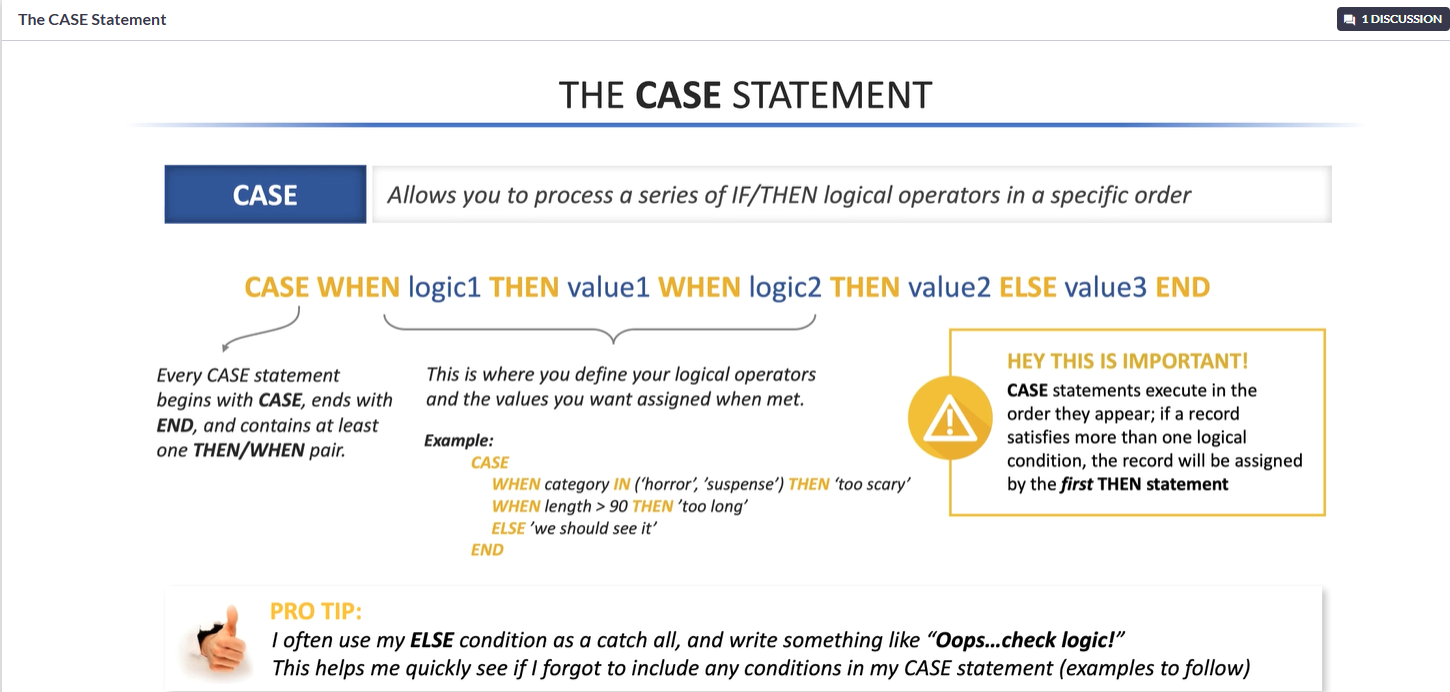 The CASE Statement
1 DISCUSSION
THE CASE STATEMENT
CASE
Allows you to process a series of IF/THEN logical operators in a specific order
CASE WHEN logic1 THEN value1 WHEN logic2 THEN value2 ELSE value3 END
Every CASE statement
begins with CASE, ends with
END, and contains at least
one THEN/WHEN pair.
This is where you define your logical operators
and the values you want assigned when met.
Example:
CASE
WHEN category IN (‘horror’, ’suspense’) THEN ‘too scary’
WHEN length > 90 THEN ’too long’
ELSE ’we should see it’
END
HEY THIS IS IMPORTANT!
CASE statements execute in the
order they appear; if a record
satisfies more than one logical
condition, the record will be assigned
by the first THEN statement
PRO TIP:
I often use my ELSE condition as a catch all, and write something like “Oops…check logic!”
This helps me quickly see if I forgot to include any conditions in my CASE statement (examples to follow)